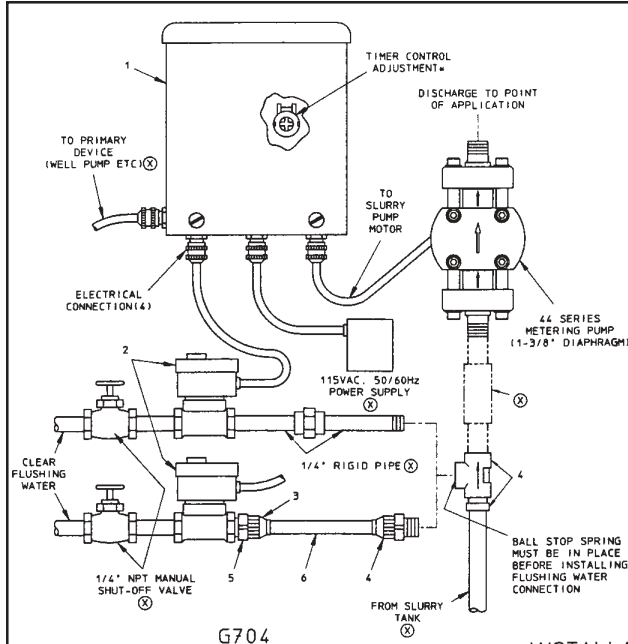 1
TIMER CONTROL
ADJUSTMENT*
DISCHARGE TO POINT
OF APPLICATION
TO PRIMARY
DEVICE
(WELL PUMP ETC) Ⓧ
TO
SLURRY
PUMP
MOTOR
ELECTRICAL
CONNECTION(4)
44 SERIES
METERING PUMP
(1-3/8" DIAPHRAGM)
2
115VAC, 50/60Hz
POWER SUPPLY
Ⓧ
Ⓧ
1/4" RIGID PIPE Ⓧ
CLEAR
FLUSHING
WATER
3
4
5
6
4
BALL STOP SPRING
MUST BE IN PLACE
BEFORE INSTALLING
FLUSHING WATER
CONNECTION
1/4" NPT MANUAL
SHUT-OFF VALVE
Ⓧ
FROM SLURRY
TANK
Ⓧ
G704